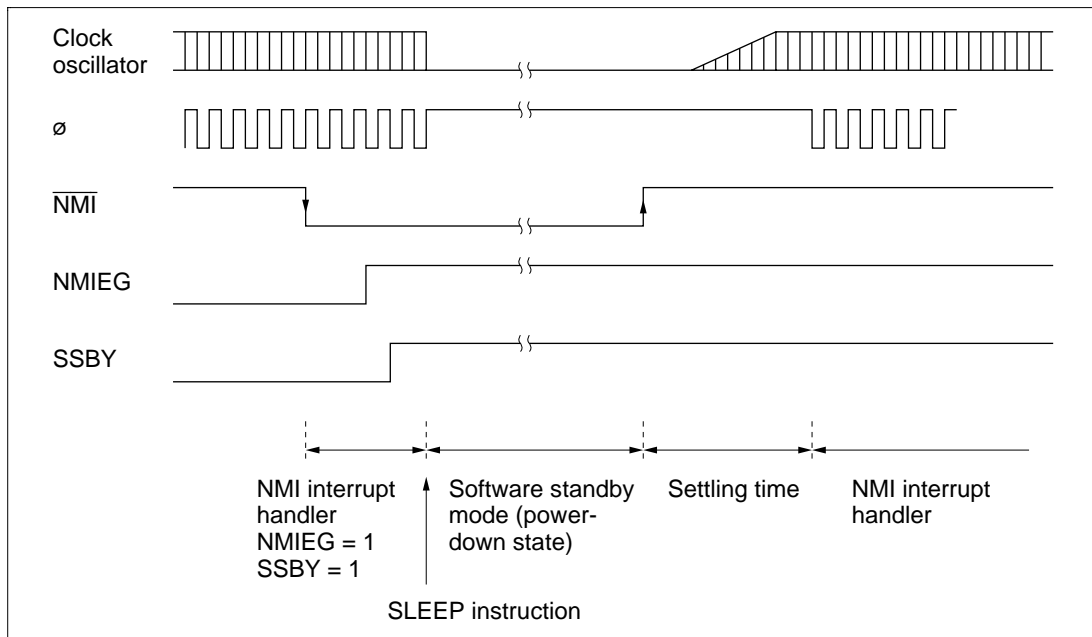 Clock
oscillator
ø
NMI
NMIEG
SSBY
NMI interrupt
handler
NMIEG = 1
SSBY = 1
Software standby
mode (power-
down state)
Settling time
NMI interrupt
handler
SLEEP instruction